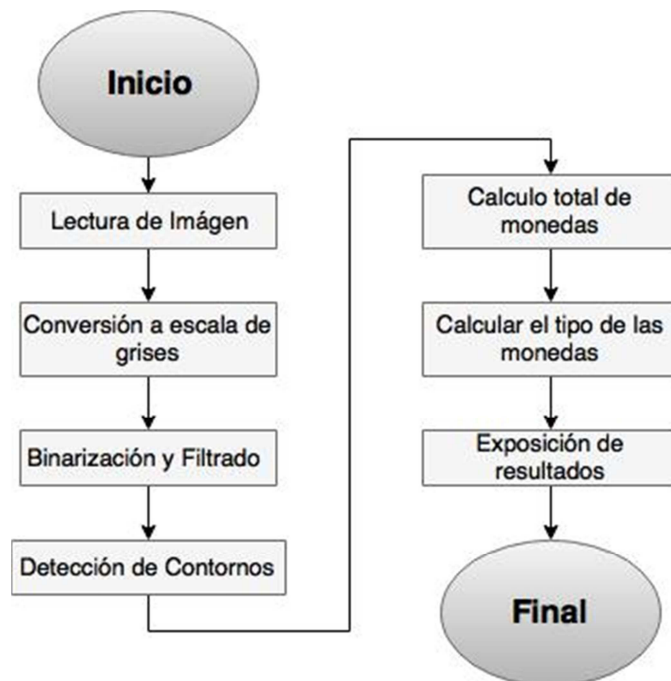 Inicio
Lectura de Imágen
Conversión a escala de
grises
Binarización y Filtrado
Detección de Contornos
Calculo total de
monedas
Calcular el tipo de las
monedas
Exposición de
resultados
Final